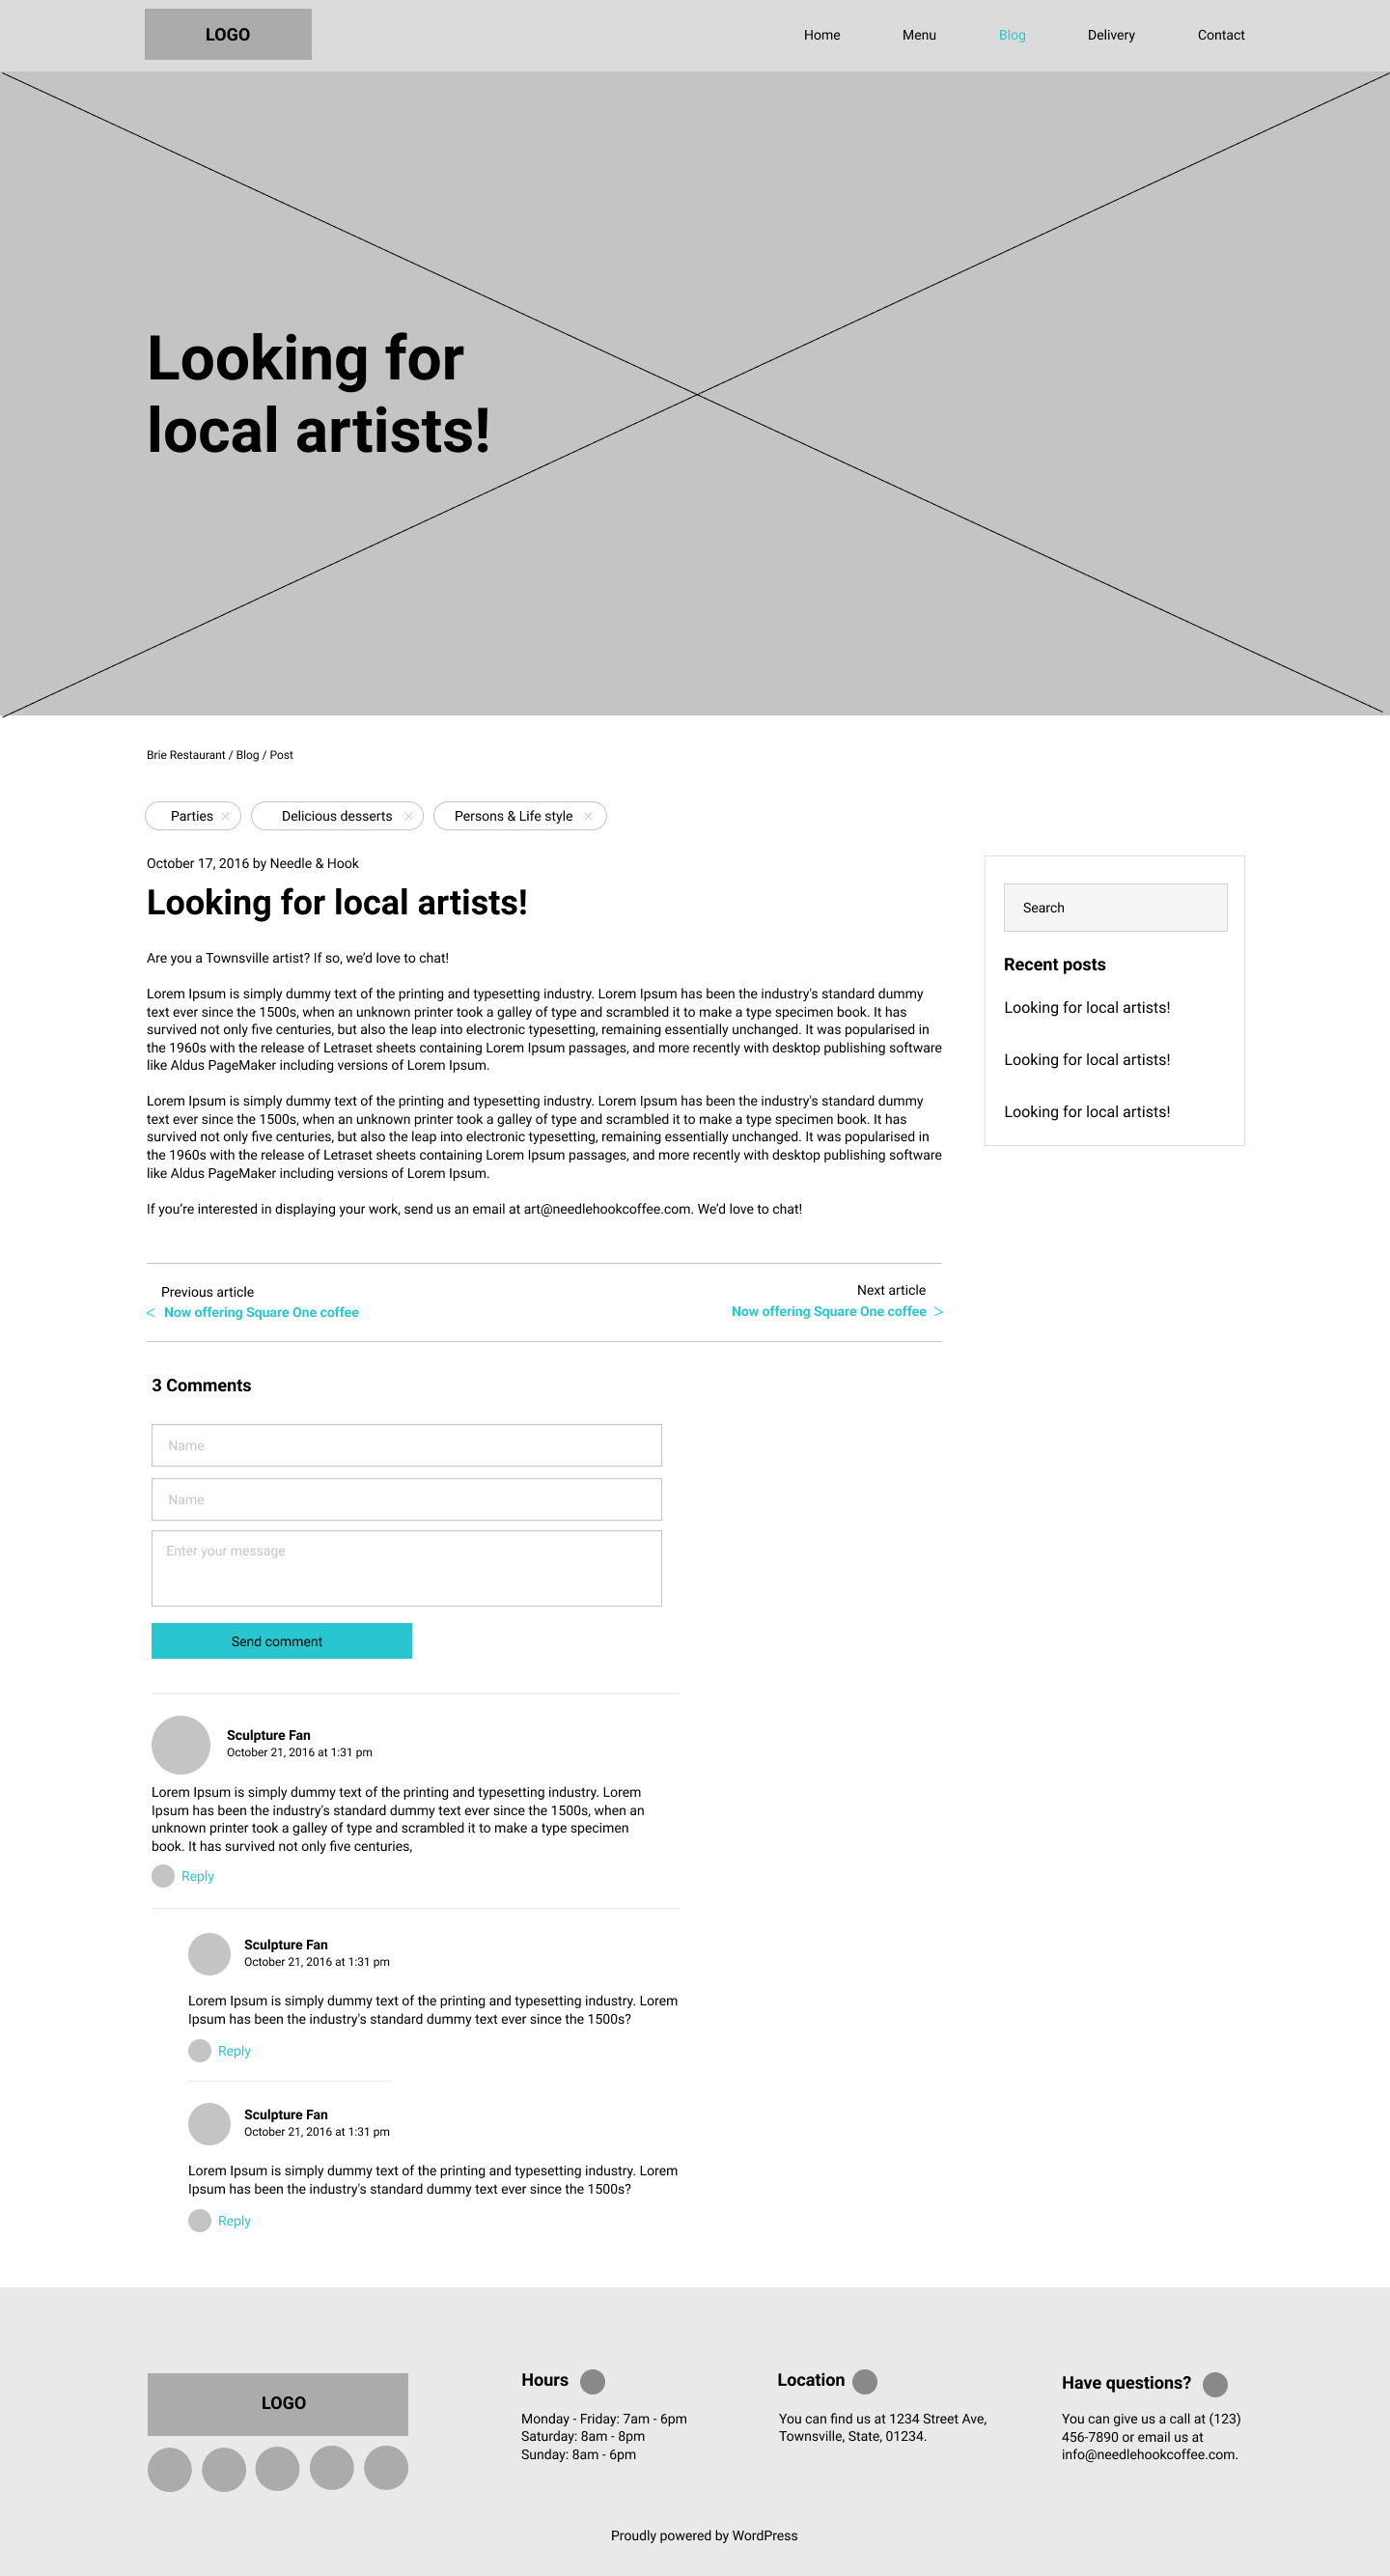 LOGO
Home Menu Blog Delivery Contact
Looking for
local artists!
Brie Restaurant / Blog / Post
Parties × Delicious desserts × Persons & Life style ×
October 17, 2016 by Needle & Hook
Looking for local artists!
Are you a Townsville artist? If so, we’d love to chat!
Lorem Ipsum is simply dummy text of the printing and typesetting industry. Lorem Ipsum has been the industry's standard dummy
text ever since the 1500s, when an unknown printer took a galley of type and scrambled it to make a type specimen book. It has
survived not only five centuries, but also the leap into electronic typesetting, remaining essentially unchanged. It was popularised in
the 1960s with the release of Letraset sheets containing Lorem Ipsum passages, and more recently with desktop publishing software
like Aldus PageMaker including versions of Lorem Ipsum.
Lorem Ipsum is simply dummy text of the printing and typesetting industry. Lorem Ipsum has been the industry's standard dummy
text ever since the 1500s, when an unknown printer took a galley of type and scrambled it to make a type specimen book. It has
survived not only five centuries, but also the leap into electronic typesetting, remaining essentially unchanged. It was popularised in
the 1960s with the release of Letraset sheets containing Lorem Ipsum passages, and more recently with desktop publishing software
like Aldus PageMaker including versions of Lorem Ipsum.
If you’re interested in displaying your work, send us an email at art@needlehookcoffee.com. We’d love to chat!
Search
Recent posts
Looking for local artists!
Looking for local artists!
Looking for local artists!
Previous article
< Now offering Square One coffee
Next article
Now offering Square One coffee >
3 Comments
Name
Name
Enter your message
Send comment
Sculpture Fan
October 21, 2016 at 1:31 pm
Lorem Ipsum is simply dummy text of the printing and typesetting industry. Lorem
Ipsum has been the industry's standard dummy text ever since the 1500s, when an
unknown printer took a galley of type and scrambled it to make a type specimen
book. It has survived not only five centuries,
Reply
Sculpture Fan
October 21, 2016 at 1:31 pm
Lorem Ipsum is simply dummy text of the printing and typesetting industry. Lorem
Ipsum has been the industry's standard dummy text ever since the 1500s?
Reply
Sculpture Fan
October 21, 2016 at 1:31 pm
Lorem Ipsum is simply dummy text of the printing and typesetting industry. Lorem
Ipsum has been the industry's standard dummy text ever since the 1500s?
Reply
LOGO
Hours
Monday - Friday: 7am - 6pm
Saturday: 8am - 8pm
Sunday: 8am - 6pm
Location
You can find us at 1234 Street Ave,
Townsville, State, 01234.
Have questions?
You can give us a call at (123)
456-7890 or email us at
info@needlehookcoffee.com.
Proudly powered by WordPress